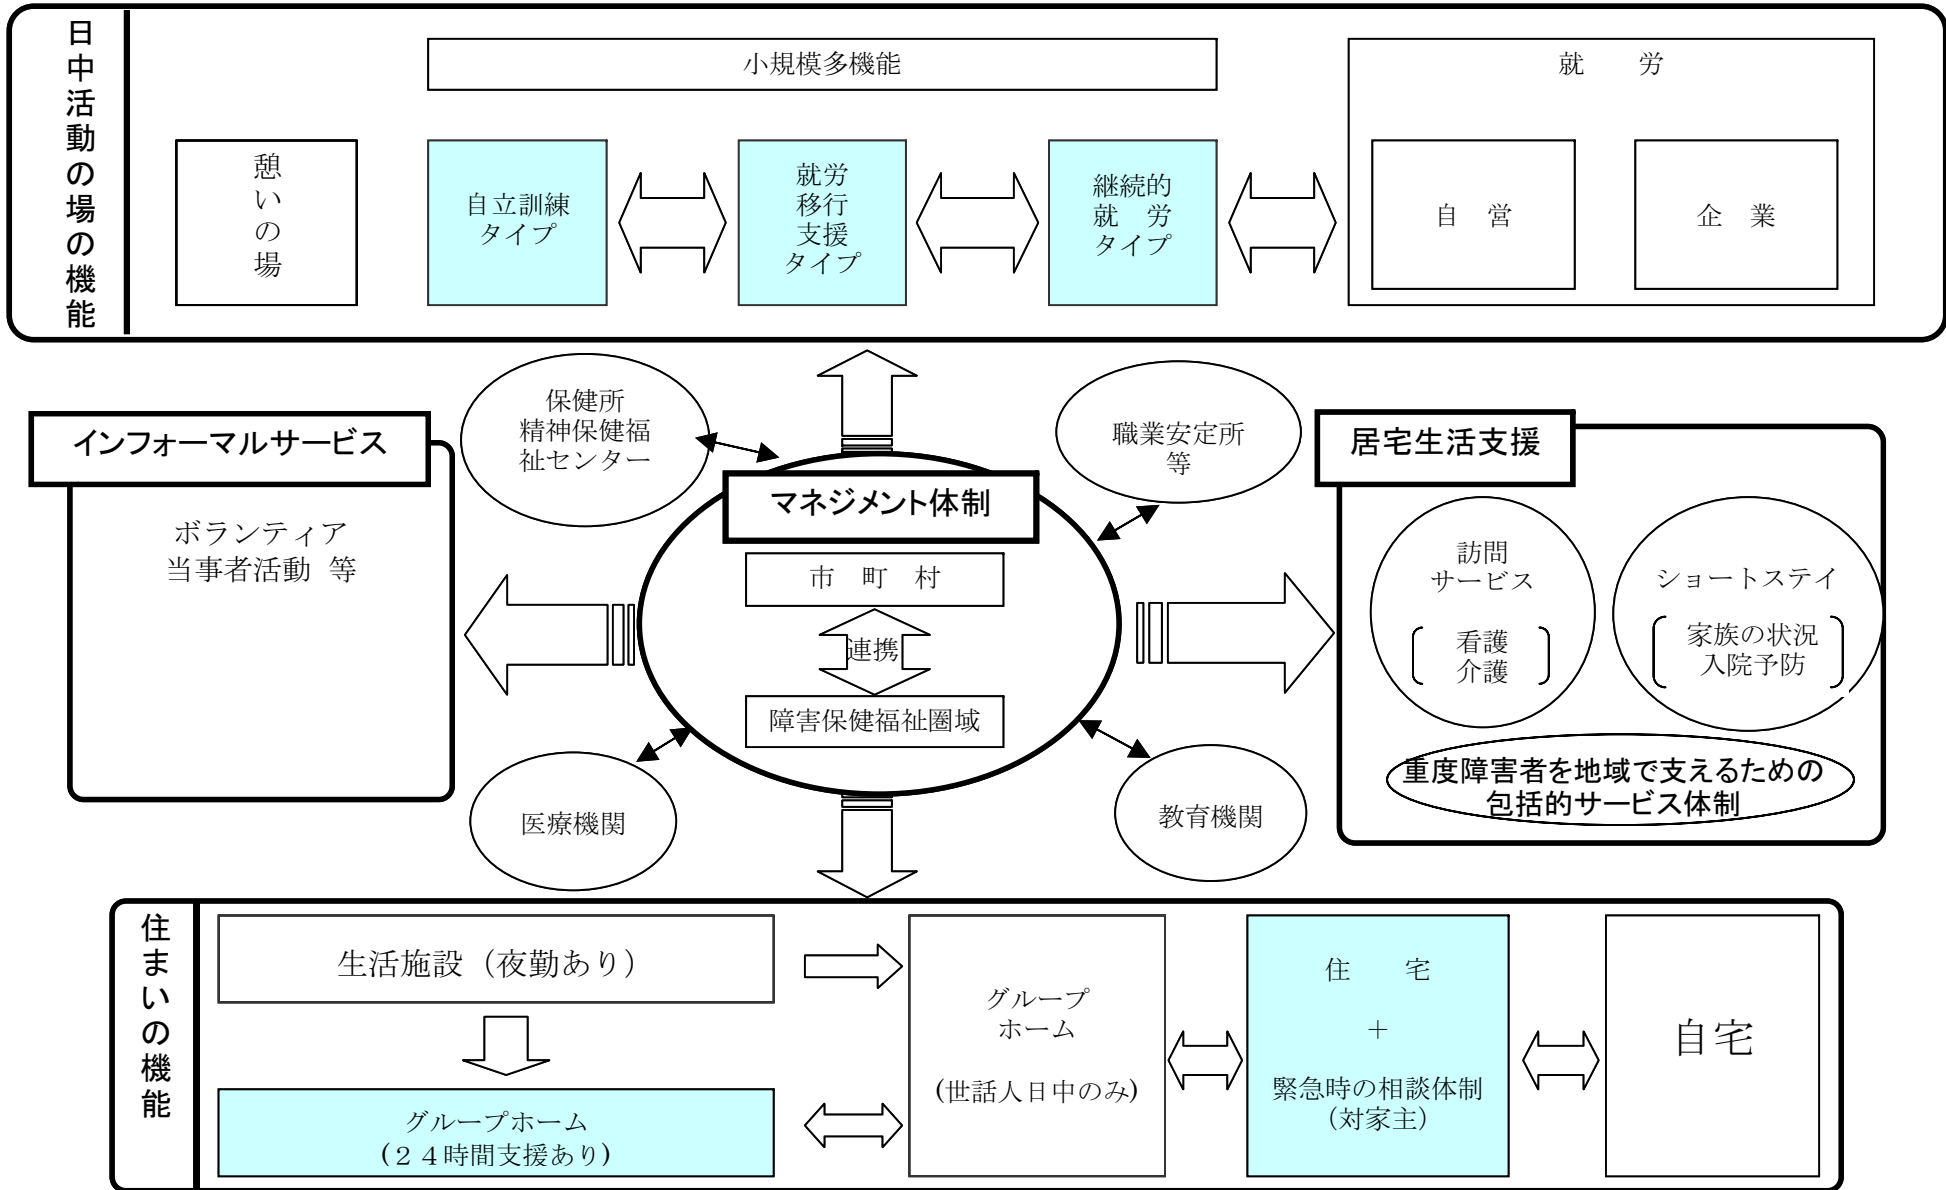 日中活動の場の機能
小規模多機能
就　労
憩いの場
自立訓練
タイプ
就労
移行
支援
タイプ
継続的
就　労
タイプ
自　営
企　業
保健所
精神保健福
祉センター
職業安定所
等
インフォーマルサービス
ボランティア
当事者活動 等
マネジメント体制
市　町　村
連携
障害保健福祉圏域
居宅生活支援
訪問
サービス
看護
介護
ショートステイ
家族の状況
入院予防
重度障害者を地域で支えるための
包括的サービス体制
医療機関
教育機関
住まいの機能
生活施設（夜勤あり）
グループホーム
(２４時間支援あり)
グループ
ホーム
(世話人日中のみ)
住　宅
＋
緊急時の相談体制
（対家主）
自宅